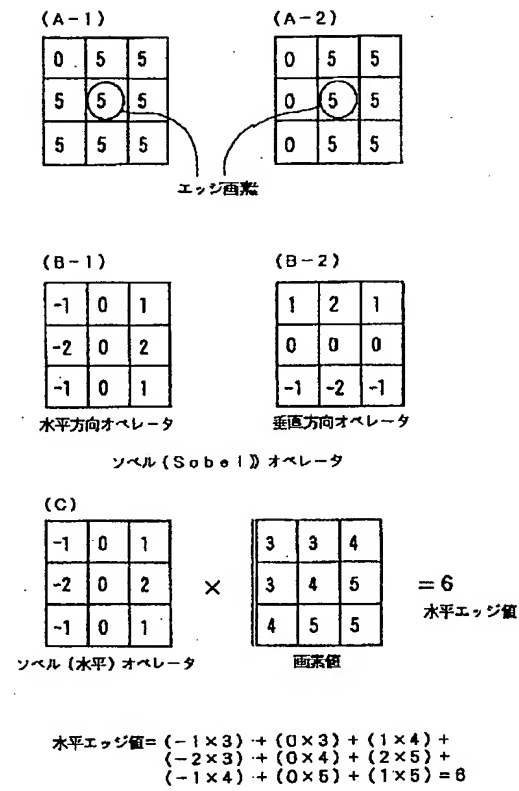 (A-1) (A-2)
0 5 5 0 5 5
5 5 5 0 5 5
5 5 5 0 5 5
エッジ画素
(B-1) (B-2)
-1 0 1 1 2 1
-2 0 2 0 0 0
-1 0 1 -1 -2 -1
水平方向オペレータ 垂直方向オペレータ
ソベル(Sobel)》オペレータ
(C)
-1 0 1 3 3 4
-2 0 2 × 3 4 5 =6
水平エッジ値
-1 0 1 4 5 5
ソベル(水平)オペレータ 画素値
水平エッジ値=(-1×3)+(0×3)+(1×4)+
(-2×3)+(0×4)+(2×5)+
(-1×4)+(0×5)+(1×5)=6